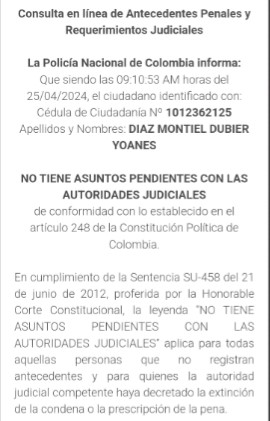 Consulta en línea de Antecedentes Penales y
Requerimientos Judiciales
La Policía Nacional de Colombia informa:
Que siendo las 09:10:53 AM horas del
25/04/2024, el ciudadano identificado con:
Cédula de Ciudadanía Nº 1012362125
Apellidos y Nombres: DIAZ MONTIEL DUBIER
YOANES
NO TIENE ASUNTOS PENDIENTES CON LAS
AUTORIDADES JUDICIALES
de conformidad con lo establecido en el
artículo 248 de la Constitución Política de
Colombia.
En cumplimiento de la Sentencia SU-458 del 21
de junio de 2012, proferida por la Honorable
Corte Constitucional, la leyenda “NO TIENE
ASUNTOS PENDIENTES CON LAS
AUTORIDADES JUDICIALES” aplica para todas
aquellas personas que no registran
antecedentes y para quienes la autoridad
judicial competente haya decretado la extinción
de la condena o la prescripción de la pena.